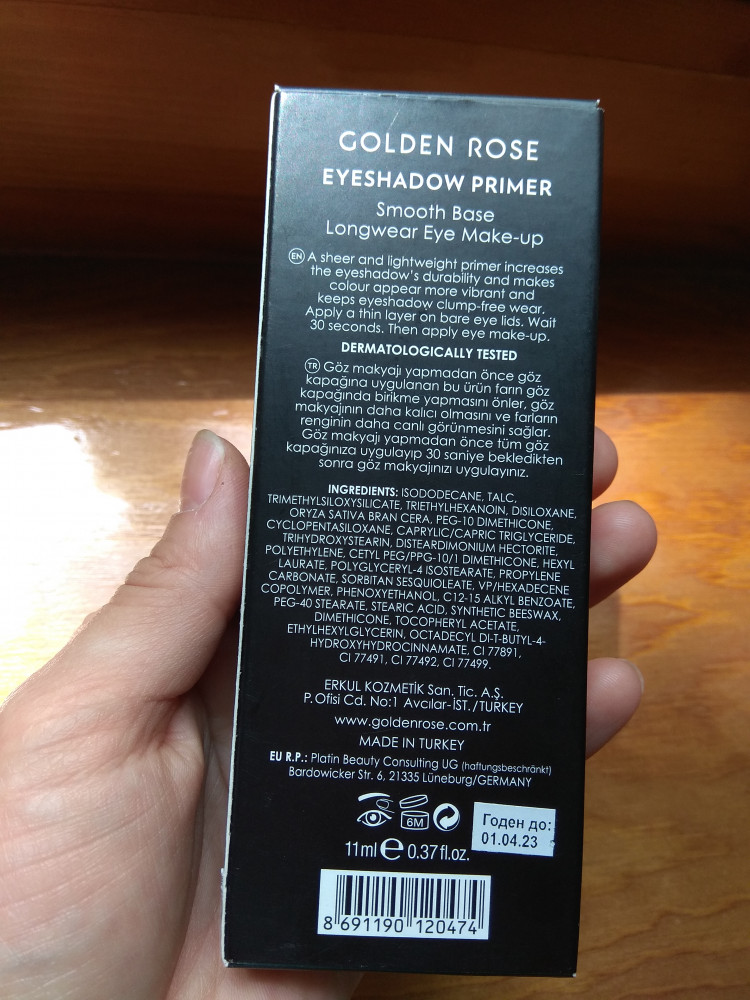 GOLDEN ROSE
EYESHADOW PRIMER
Smooth Base
Longwear Eye Make-up
EN A sheer and lightweight primer increases
the eyeshadow's durability and makes
colour appear more vibrant and
keeps eyeshadow clump-free wear.
Apply a thin layer on bare eye lids. Wait
30 seconds. Then apply eye make-up.
DERMATOLOGICALLY TESTED
TR Göz makyajı yapmadan önce göz
kapağına uygulanan bu ürün farın göz
kapağında birikme yapmasını önler, göz
makyajının daha kalıcı olmasını ve farların
renginin daha canlı görünmesini sağlar.
Göz makyajı yapmadan önce tüm göz
kapağınıza uygulayıp 30 saniye bekledikten
sonra göz makyajınızı uygulayınız.
INGREDIENTS: ISODODECANE, TALC,
TRIMETHYLSILOXYSILICATE, TRIETHYLHEXANOIN, DISILOXANE,
ORYZA SATIVA BRAN CERA, PEG-10 DIMETHICONE,
CYCLOPENTASILOXANE, CAPRYLIC/CAPRIC TRIGLYCERIDE,
TRIHYDROXYSTEARIN, DISTEARDIMONIUM HECTORITE,
POLYETHYLENE, CETYL PEG/PPG-10/1 DIMETHICONE, HEXYL
LAURATE, POLYGLYCERYL-4 ISOSTEARATE, PROPYLENE
CARBONATE, SORBITAN SESQUIOLEATE, VP/HEXADECENE
COPOLYMER, PHENOXYETHANOL, C12-15 ALKYL BENZOATE,
PEG-40 STEARATE, STEARIC ACID, SYNTHETIC BEESWAX,
DIMETHICONE, TOCOPHERYL ACETATE,
ETHYLHEXYLGLYCERIN, OCTADECYL DI-T-BUTYL-4-
HYDROXYHYDROCINNAMATE, CI 77891,
CI 77491, CI 77492, CI 77499.
ERKUL KOZMETİK San. Tic. A.Ş.
P.Ofisi Cd. No:1 Avcılar-İST./TURKEY
www.goldenrose.com.tr
MADE IN TURKEY
EU R.P.: Platin Beauty Consulting UG (haftungsbeschränkt)
Bardowicker Str. 6, 21335 Lüneburg/GERMANY
6M
Годен до:
01.04.23
11ml e 0.37 fl.oz.
8 691190 120474